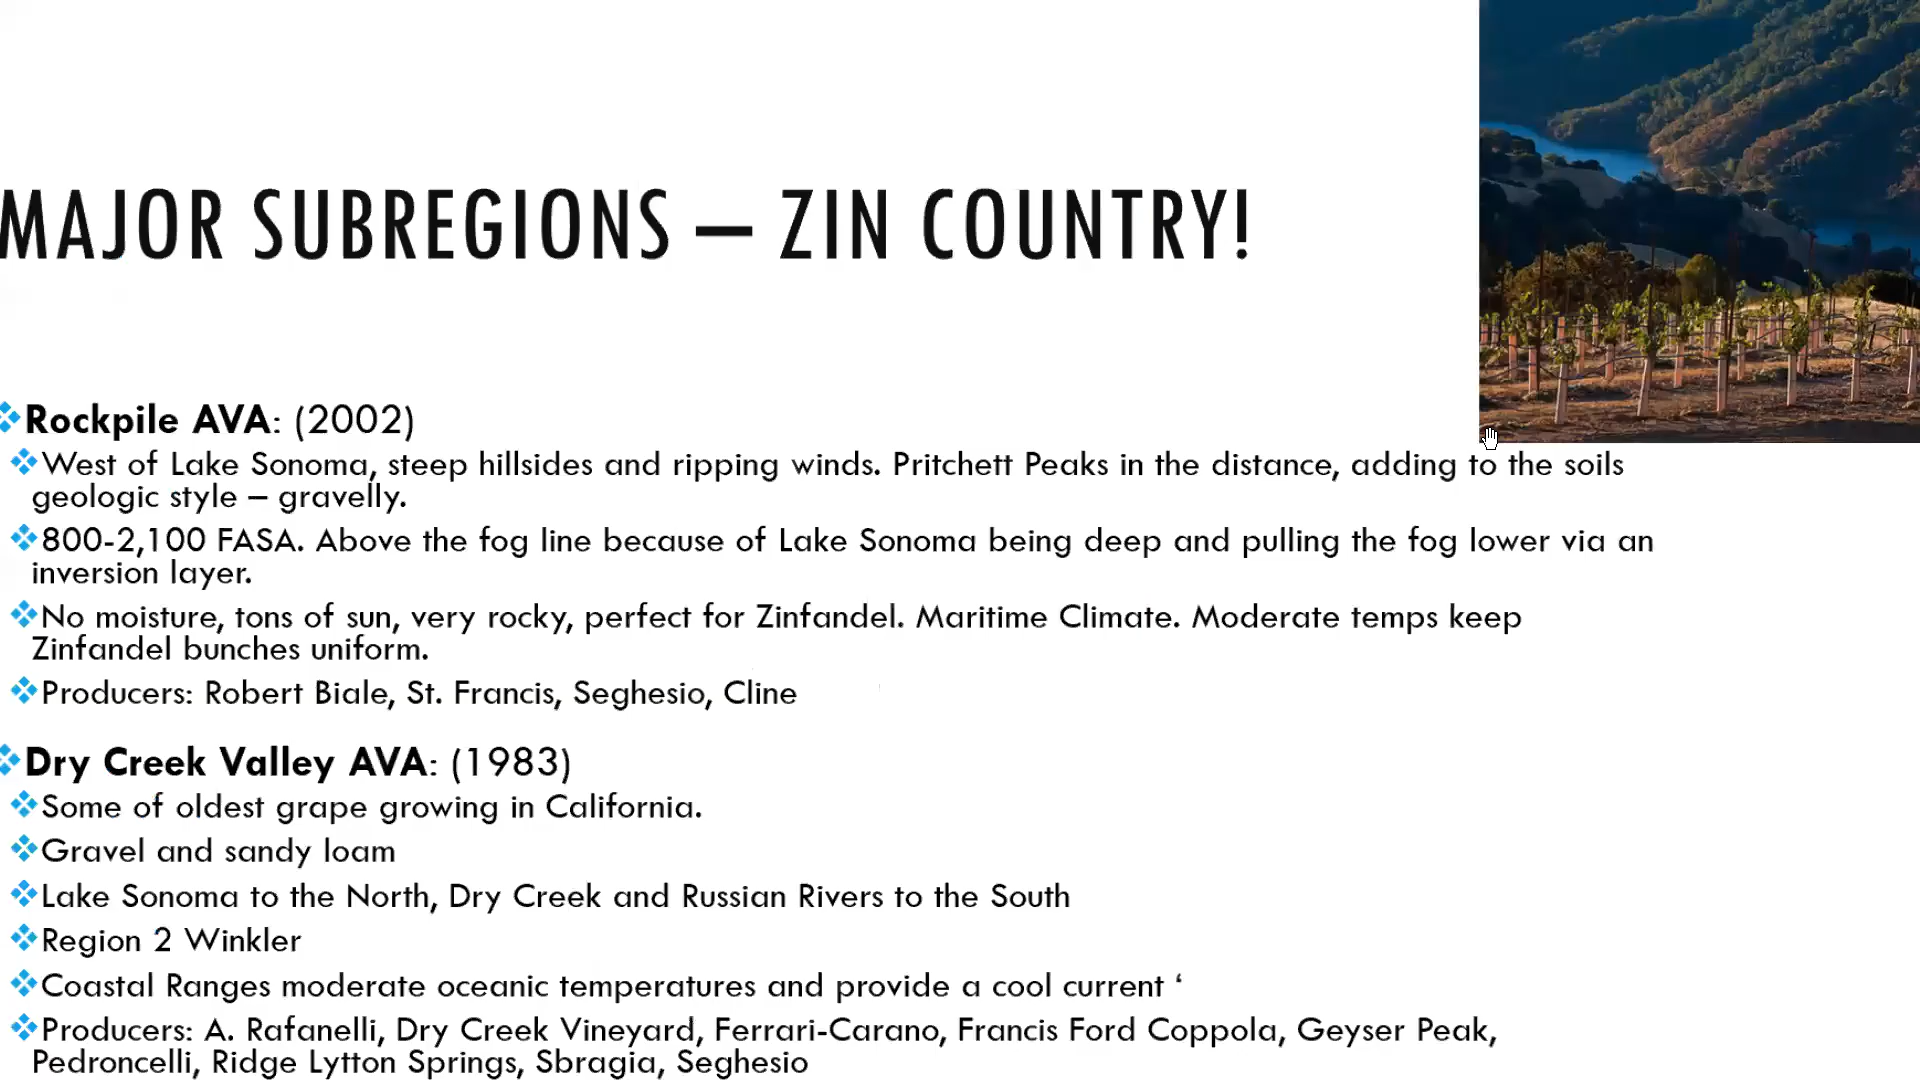 MAJOR SUBREGIONS – ZIN COUNTRY!
Rockpile AVA: (2002)
West of Lake Sonoma, steep hillsides and ripping winds. Pritchett Peaks in the distance, adding to the soils
geologic style – gravelly.
800-2,100 FASA. Above the fog line because of Lake Sonoma being deep and pulling the fog lower via an
inversion layer.
No moisture, tons of sun, very rocky, perfect for Zinfandel. Maritime Climate. Moderate temps keep
Zinfandel bunches uniform.
Producers: Robert Biale, St. Francis, Seghesio, Cline
Dry Creek Valley AVA: (1983)
Some of oldest grape growing in California.
Gravel and sandy loam
Lake Sonoma to the North, Dry Creek and Russian Rivers to the South
Region 2 Winkler
Coastal Ranges moderate oceanic temperatures and provide a cool current ‘
Producers: A. Rafanelli, Dry Creek Vineyard, Ferrari-Carano, Francis Ford Coppola, Geyser Peak,
Pedroncelli, Ridge Lytton Springs, Sbragia, Seghesio